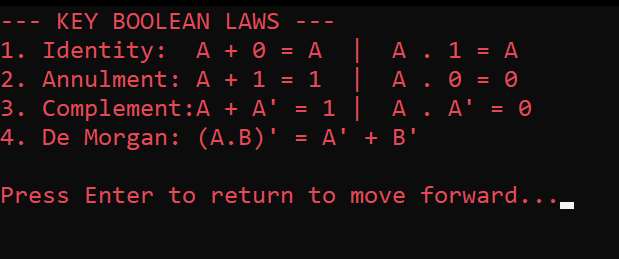 --- KEY BOOLEAN LAWS ---
1. Identity:  A + 0 = A  |  A . 1 = A
2. Annulment: A + 1 = 1  |  A . 0 = 0
3. Complement:A + A' = 1 |  A . A' = 0
4. De Morgan: (A.B)' = A' + B'
Press Enter to return to move forward...